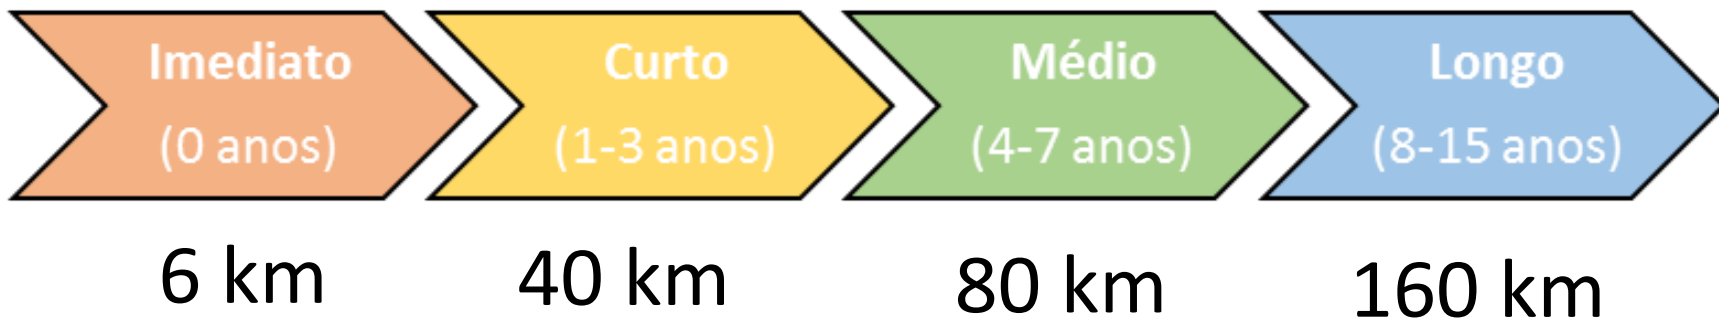 Imediato
(0 anos)
Curto
(1-3 anos)
Médio
(4-7 anos)
Longo
(8-15 anos)
6 km
40 km
80 km
160 km